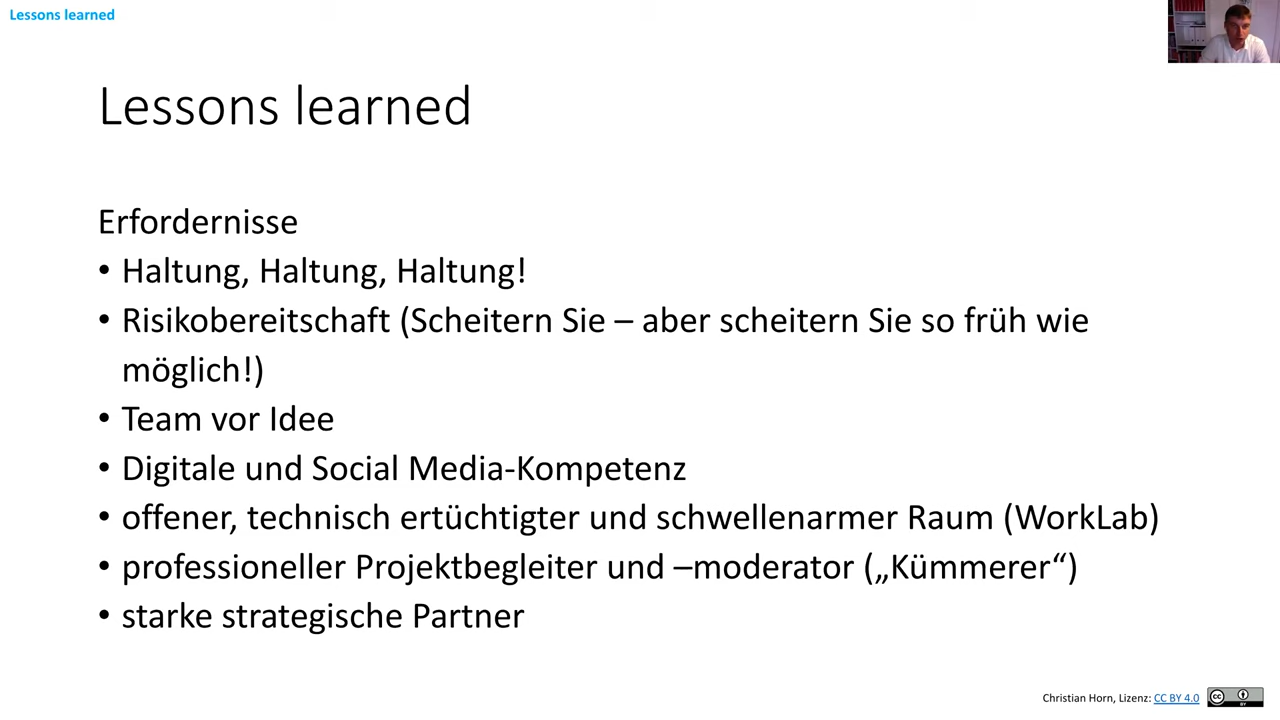 Lessons learned
Lessons learned
Erfordernisse
• Haltung, Haltung, Haltung!
• Risikobereitschaft (Scheitern Sie – aber scheitern Sie so früh wie
möglich!)
• Team vor Idee
• Digitale und Social Media-Kompetenz
• offener, technisch ertüchtigter und schwellenarmer Raum (WorkLab)
• professioneller Projektbegleiter und –moderator („Kümmerer“)
• starke strategische Partner
Christian Horn, Lizenz: CC BY 4.0
cc BY